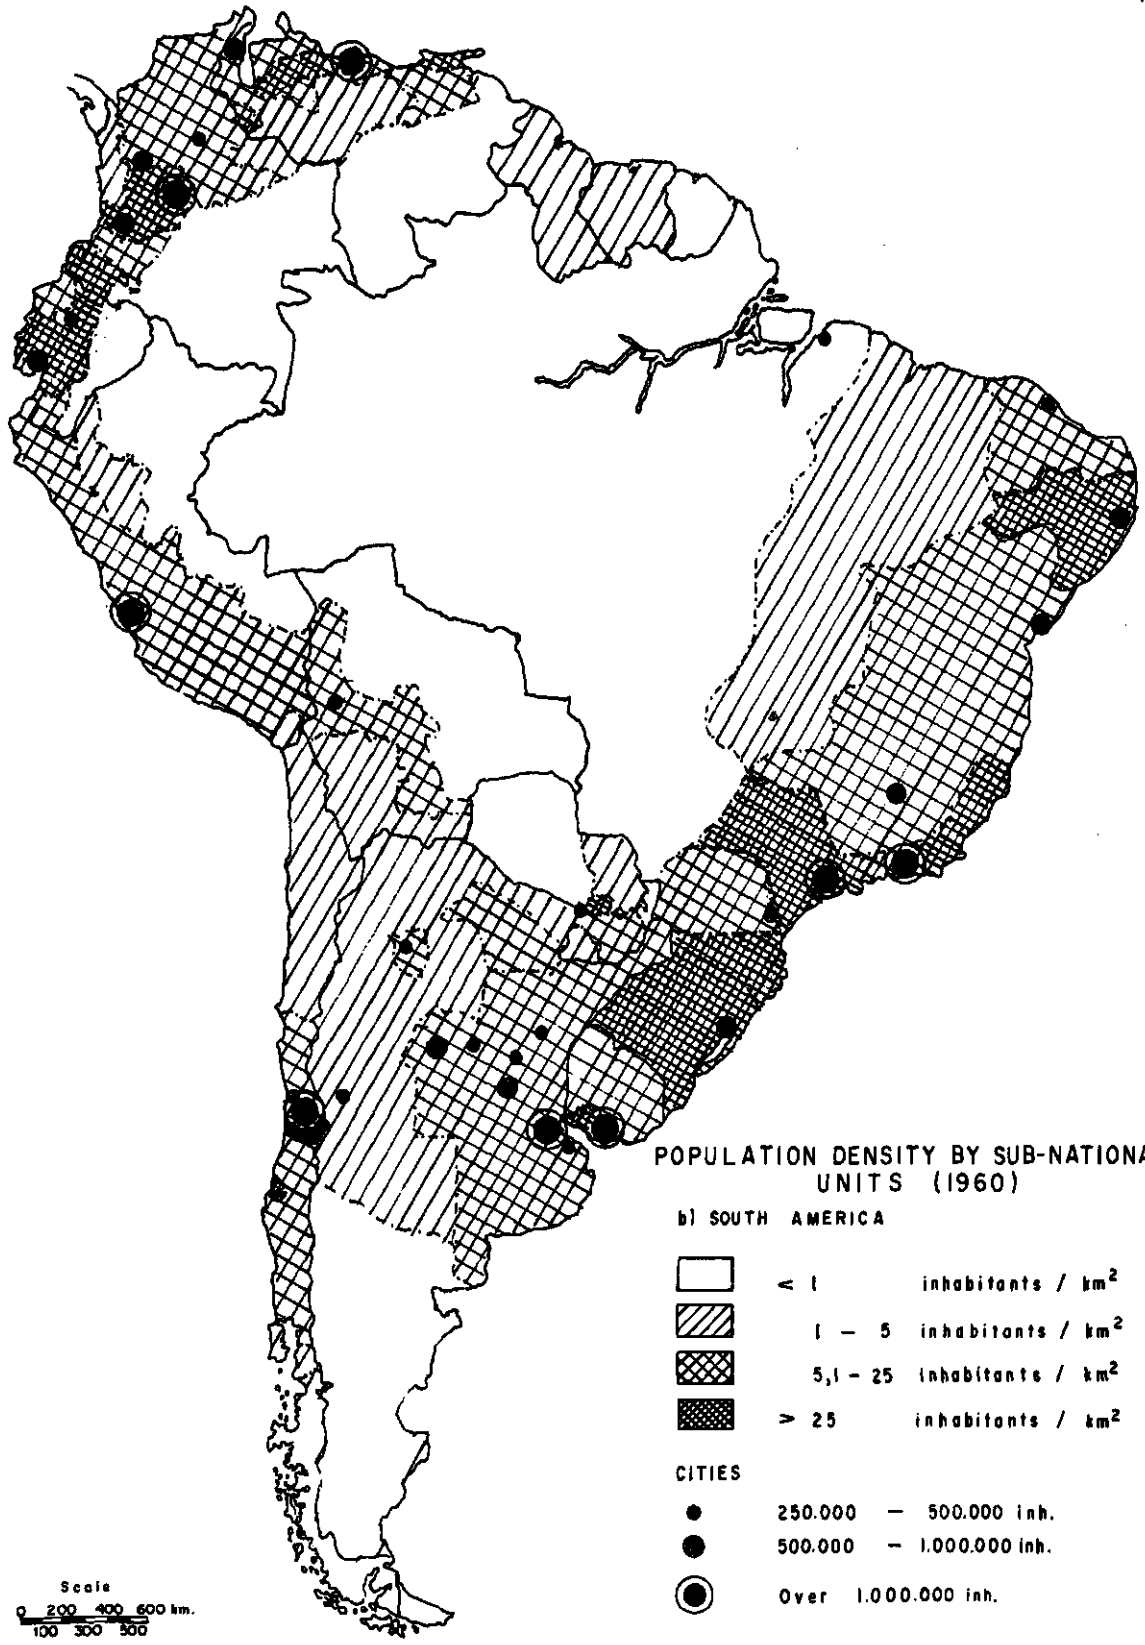 POPULATION DENSITY BY SUB-NATIONA
UNITS (1960)
b) SOUTH AMERICA
< 1 inhabitants / km²
1 – 5 inhabitants / km²
5,1 – 25 inhabitants / km²
> 25 inhabitants / km²
CITIES
250.000 – 500.000 inh.
500.000 – 1.000.000 inh.
Over 1.000.000 inh.
Scale
0 200 400 600 km.
100 300 500